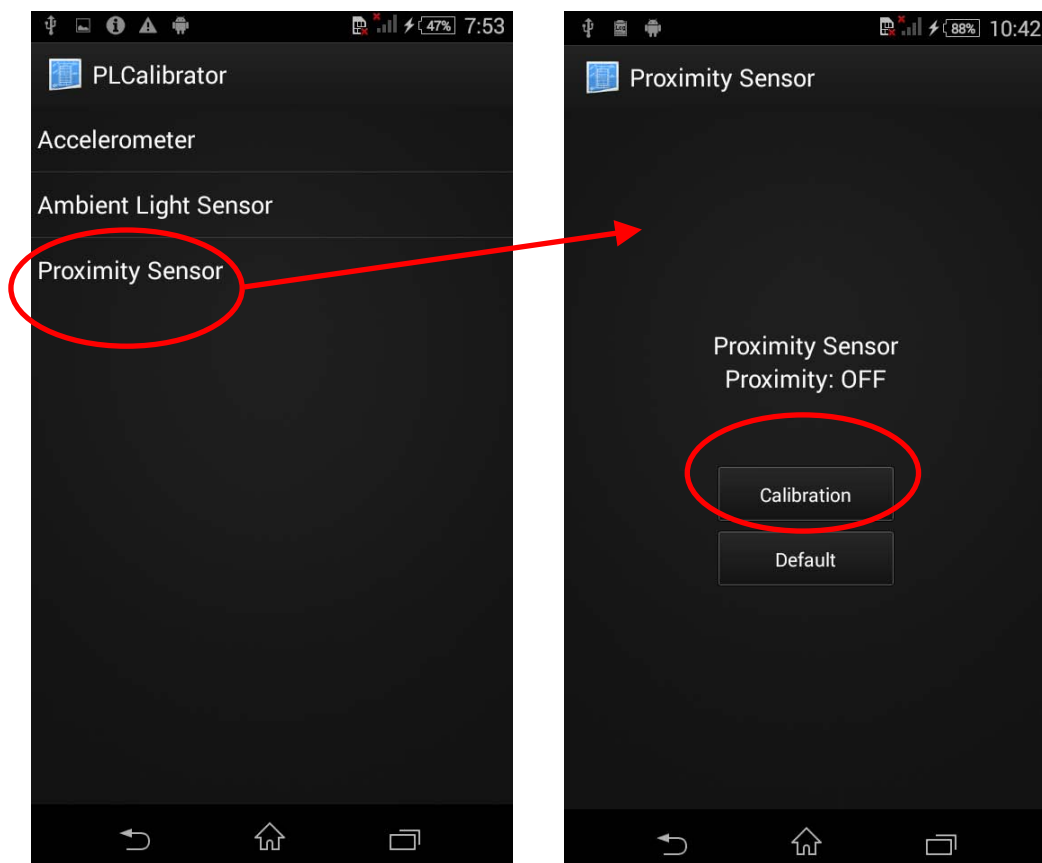 47% 7:53
PLCalibrator
Accelerometer
Ambient Light Sensor
Proximity Sensor
88% 10:42
Proximity Sensor
Proximity Sensor
Proximity: OFF
Calibration
Default